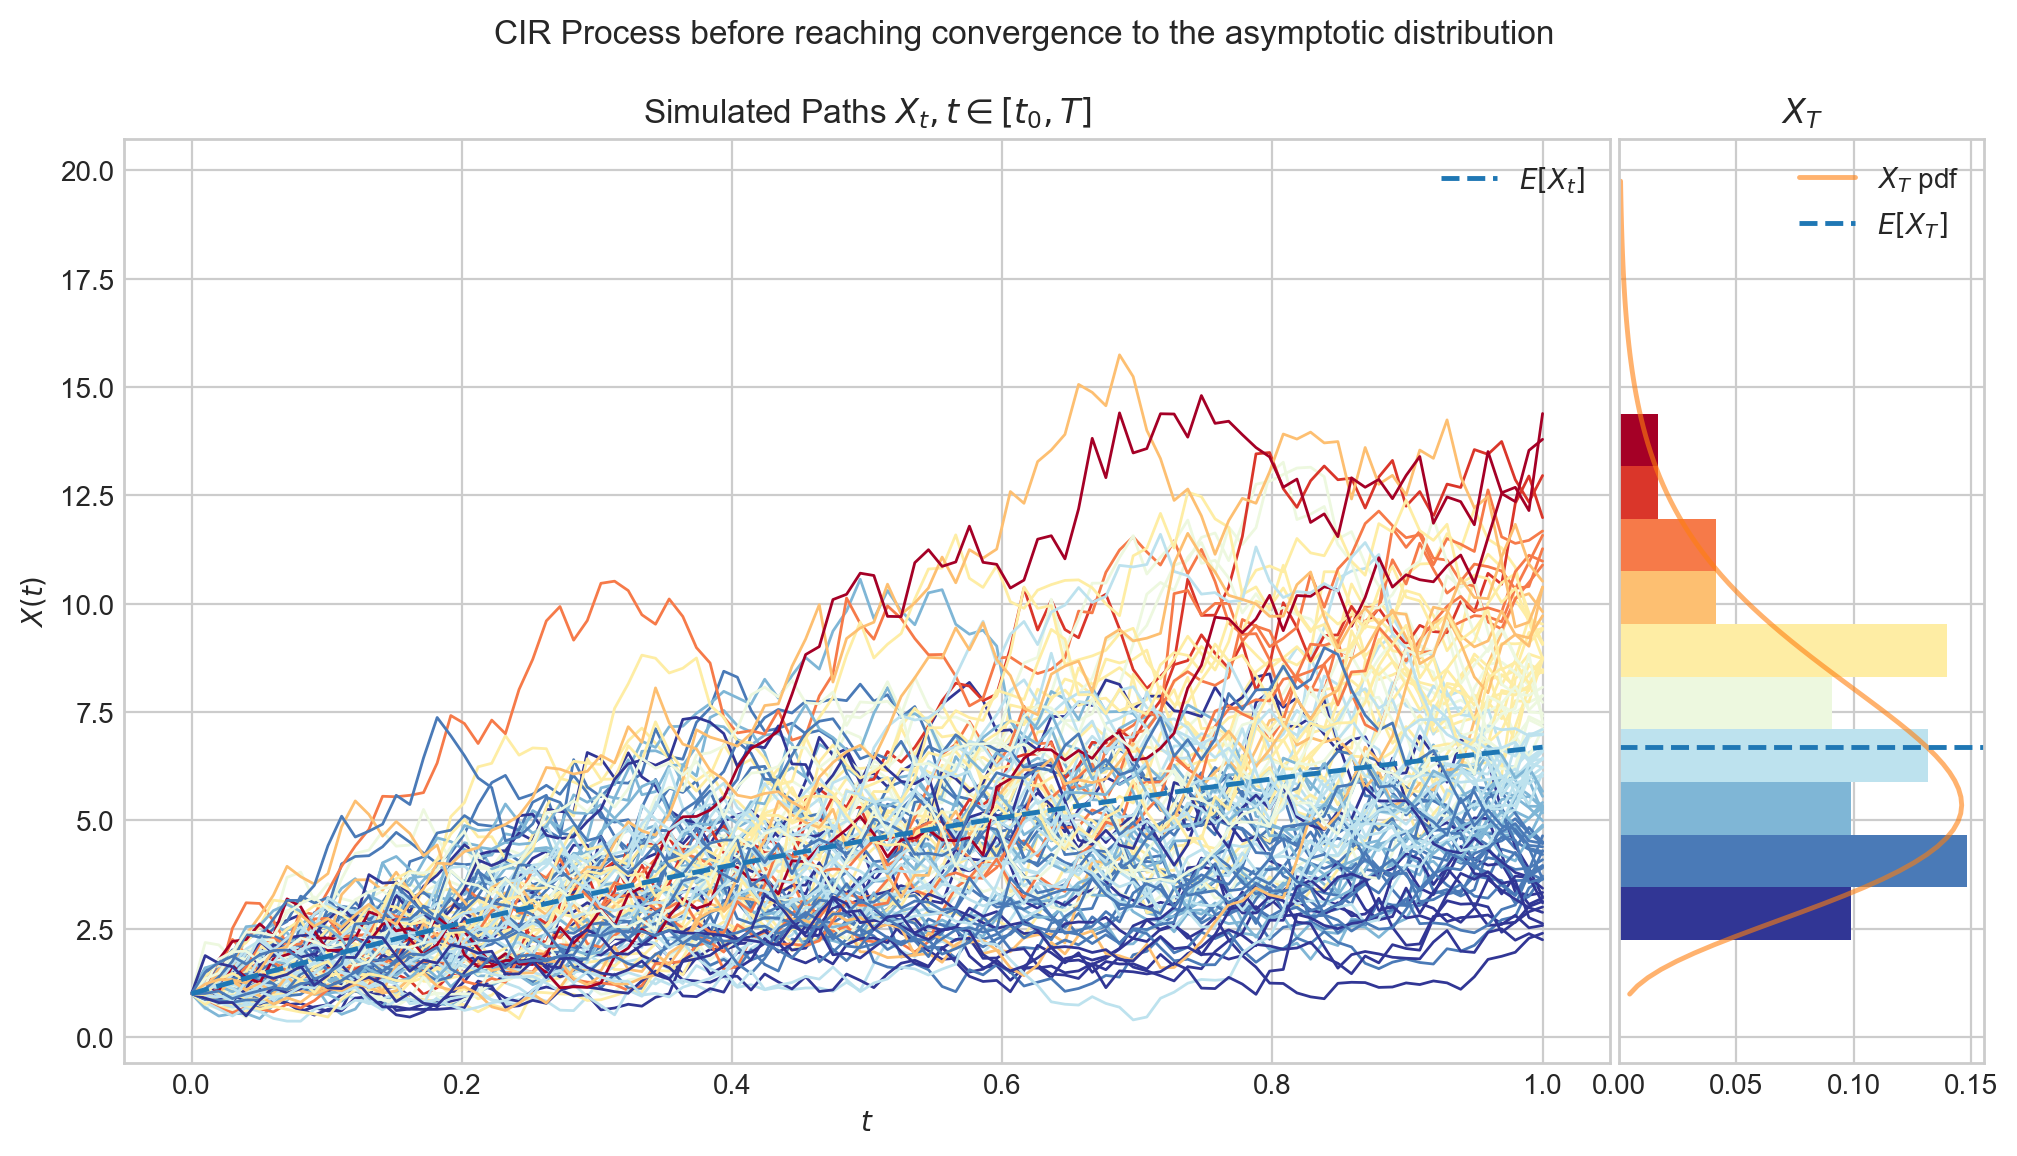 CIR Process before reaching convergence to the asymptotic distribution
Simulated Paths $X_t, t \in [t_0, T]$
$X_T$
20.0
17.5
15.0
12.5
10.0
7.5
5.0
2.5
0.0
$X(t)$
$E[X_t]$
$X_T$ pdf
$E[X_T]$
0.0 0.2 0.4 0.6 0.8 1.0
0.00 0.05 0.10 0.15
$t$